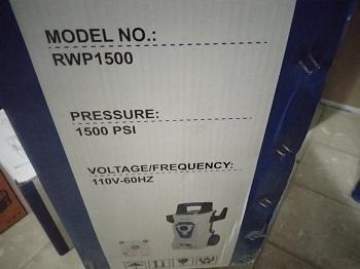 MODEL NO.:
RWP1500
PRESSURE:
1500 PSI
VOLTAGE/FREQUENCY:
110V-60HZ